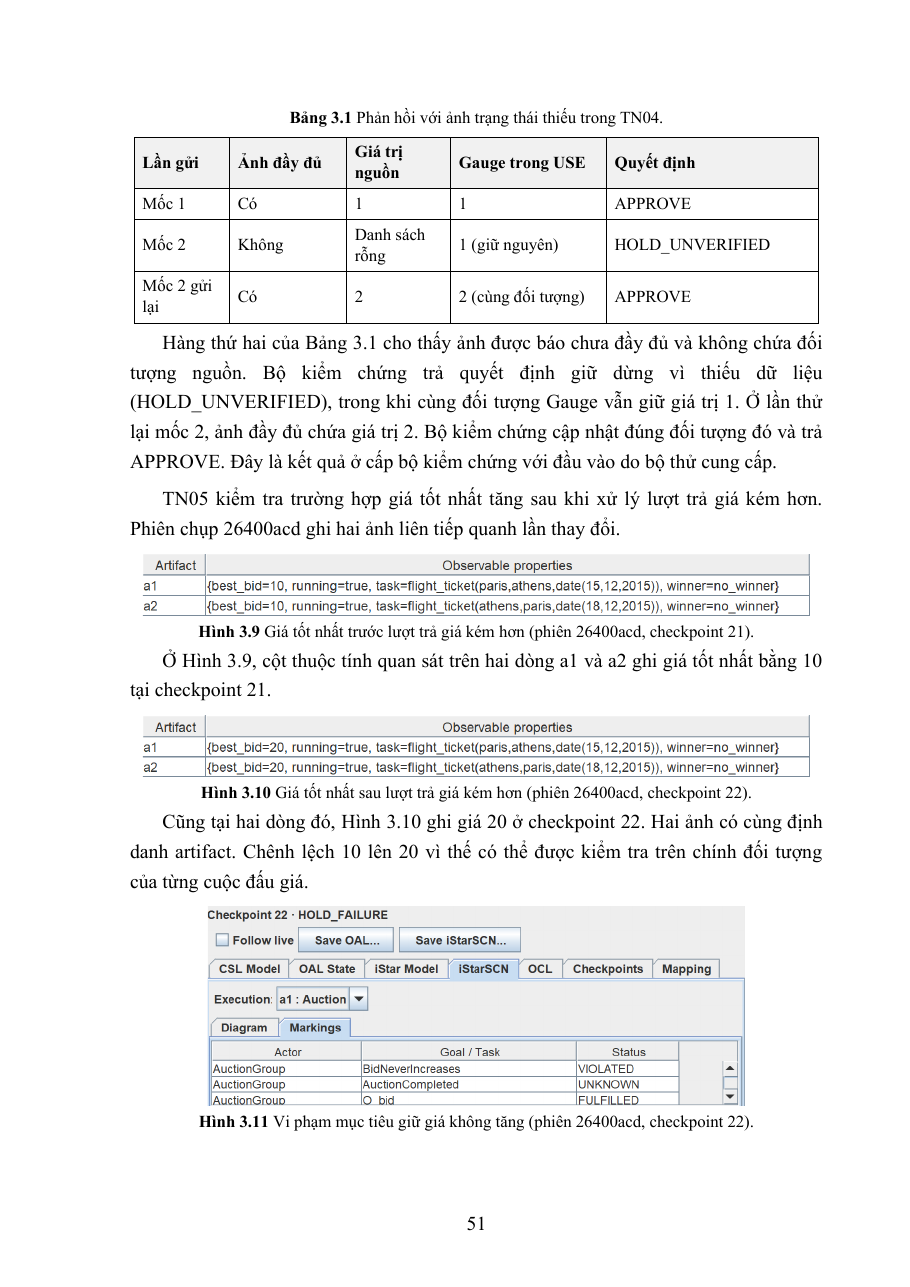 Bảng 3.1 Phản hồi với ảnh trạng thái thiếu trong TN04.
Lần gửi Ảnh đầy đủ Giá trị nguồn Gauge trong USE Quyết định
Mốc 1 Có 1 1 APPROVE
Mốc 2 Không Danh sách rỗng 1 (giữ nguyên) HOLD_UNVERIFIED
Mốc 2 gửi lại Có 2 2 (cùng đối tượng) APPROVE
Hàng thứ hai của Bảng 3.1 cho thấy ảnh được báo chưa đầy đủ và không chứa đối
tượng nguồn. Bộ kiểm chứng trả quyết định giữ dừng vì thiếu dữ liệu
(HOLD_UNVERIFIED), trong khi cùng đối tượng Gauge vẫn giữ giá trị 1. Ở lần thử
lại mốc 2, ảnh đầy đủ chứa giá trị 2. Bộ kiểm chứng cập nhật đúng đối tượng đó và trả
APPROVE. Đây là kết quả ở cấp bộ kiểm chứng với đầu vào do bộ thử cung cấp.
TN05 kiểm tra trường hợp giá tốt nhất tăng sau khi xử lý lượt trả giá kém hơn.
Phiên chụp 26400acd ghi hai ảnh liên tiếp quanh lần thay đổi.
Artifact Observable properties
a1 {best_bid=10, running=true, task=flight_ticket(paris,athens,date(15,12,2015)), winner=no_winner}
a2 {best_bid=10, running=true, task=flight_ticket(athens,paris,date(18,12,2015)), winner=no_winner}
Hình 3.9 Giá tốt nhất trước lượt trả giá kém hơn (phiên 26400acd, checkpoint 21).
Ở Hình 3.9, cột thuộc tính quan sát trên hai dòng a1 và a2 ghi giá tốt nhất bằng 10
tại checkpoint 21.
Artifact Observable properties
a1 {best_bid=20, running=true, task=flight_ticket(paris,athens,date(15,12,2015)), winner=no_winner}
a2 {best_bid=20, running=true, task=flight_ticket(athens,paris,date(18,12,2015)), winner=no_winner}
Hình 3.10 Giá tốt nhất sau lượt trả giá kém hơn (phiên 26400acd, checkpoint 22).
Cũng tại hai dòng đó, Hình 3.10 ghi giá 20 ở checkpoint 22. Hai ảnh có cùng định
danh artifact. Chênh lệch 10 lên 20 vì thế có thể được kiểm tra trên chính đối tượng
của từng cuộc đấu giá.
Checkpoint 22 · HOLD_FAILURE
Follow live Save OAL... Save iStarSCN...
CSL Model OAL State iStar Model iStarSCN OCL Checkpoints Mapping
Execution: a1 : Auction
Diagram Markings
Actor Goal / Task Status
AuctionGroup BidNeverIncreases VIOLATED
AuctionGroup AuctionCompleted UNKNOWN
AuctionGroup O_bid FULFILLED
Hình 3.11 Vi phạm mục tiêu giữ giá không tăng (phiên 26400acd, checkpoint 22).
51